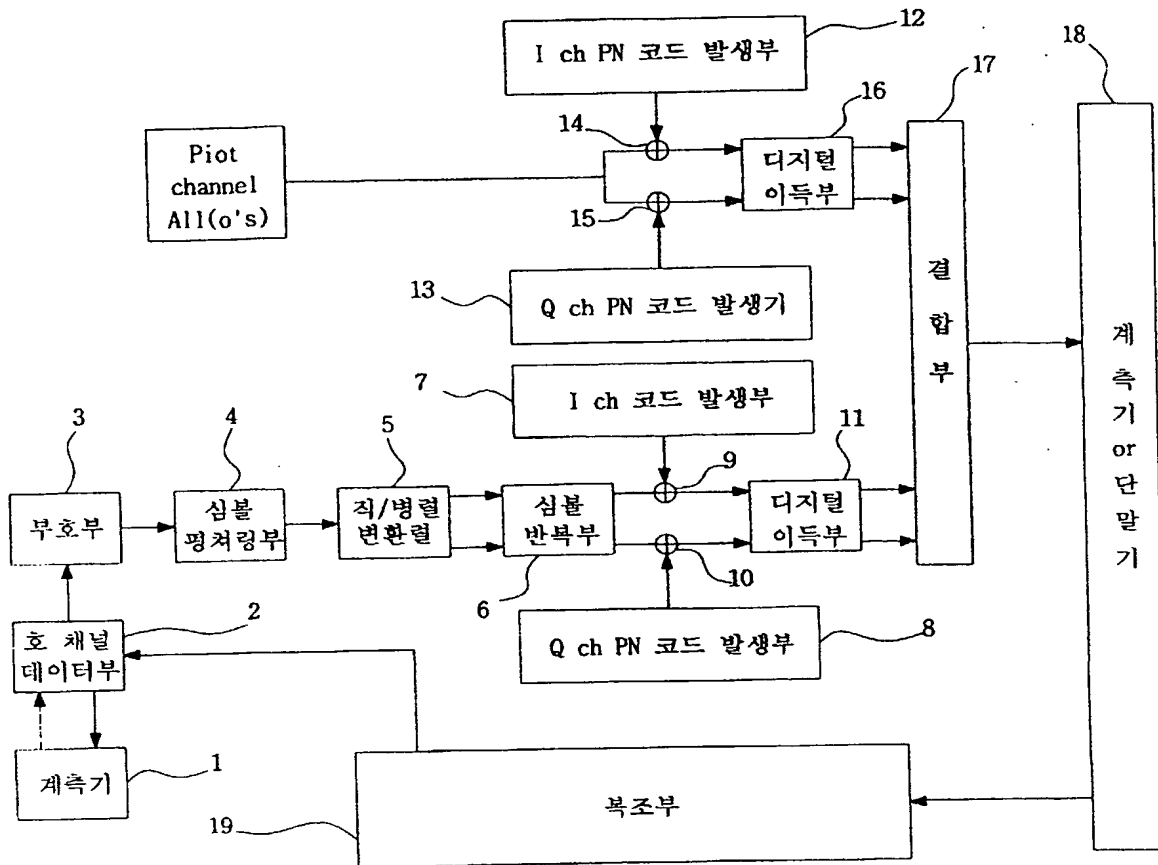 12
I ch PN 코드 발생부
18
17
16
14
Piot
channel
All(o's)
디지털
이득부
15
13
Q ch PN 코드 발생기
결합부
계측기 or 단말기
7
I ch 코드 발생부
3
4
5
11
9
부호부
심볼
펑쳐링부
직/병렬
변환렬
심볼
반복부
디지털
이득부
10
6
2
호 채널
데이터부
Q ch PN 코드 발생부
8
계측기
1
복조부
19